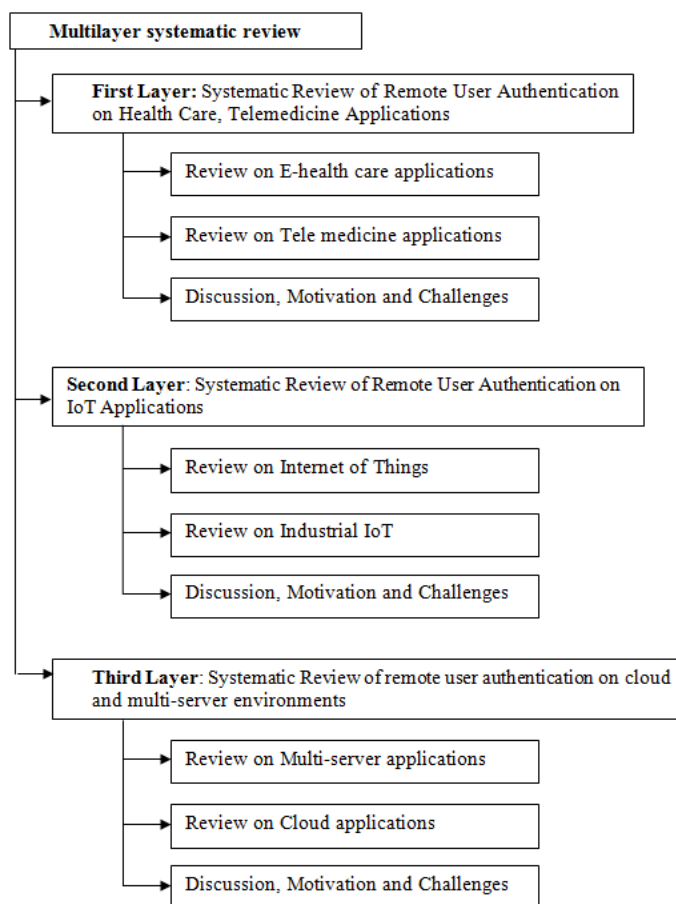 Multilayer systematic review
First Layer: Systematic Review of Remote User Authentication
on Health Care, Telemedicine Applications
Review on E-health care applications
Review on Tele medicine applications
Discussion, Motivation and Challenges
Second Layer: Systematic Review of Remote User Authentication on
IoT Applications
Review on Internet of Things
Review on Industrial IoT
Discussion, Motivation and Challenges
Third Layer: Systematic Review of remote user authentication on cloud
and multi-server environments
Review on Multi-server applications
Review on Cloud applications
Discussion, Motivation and Challenges